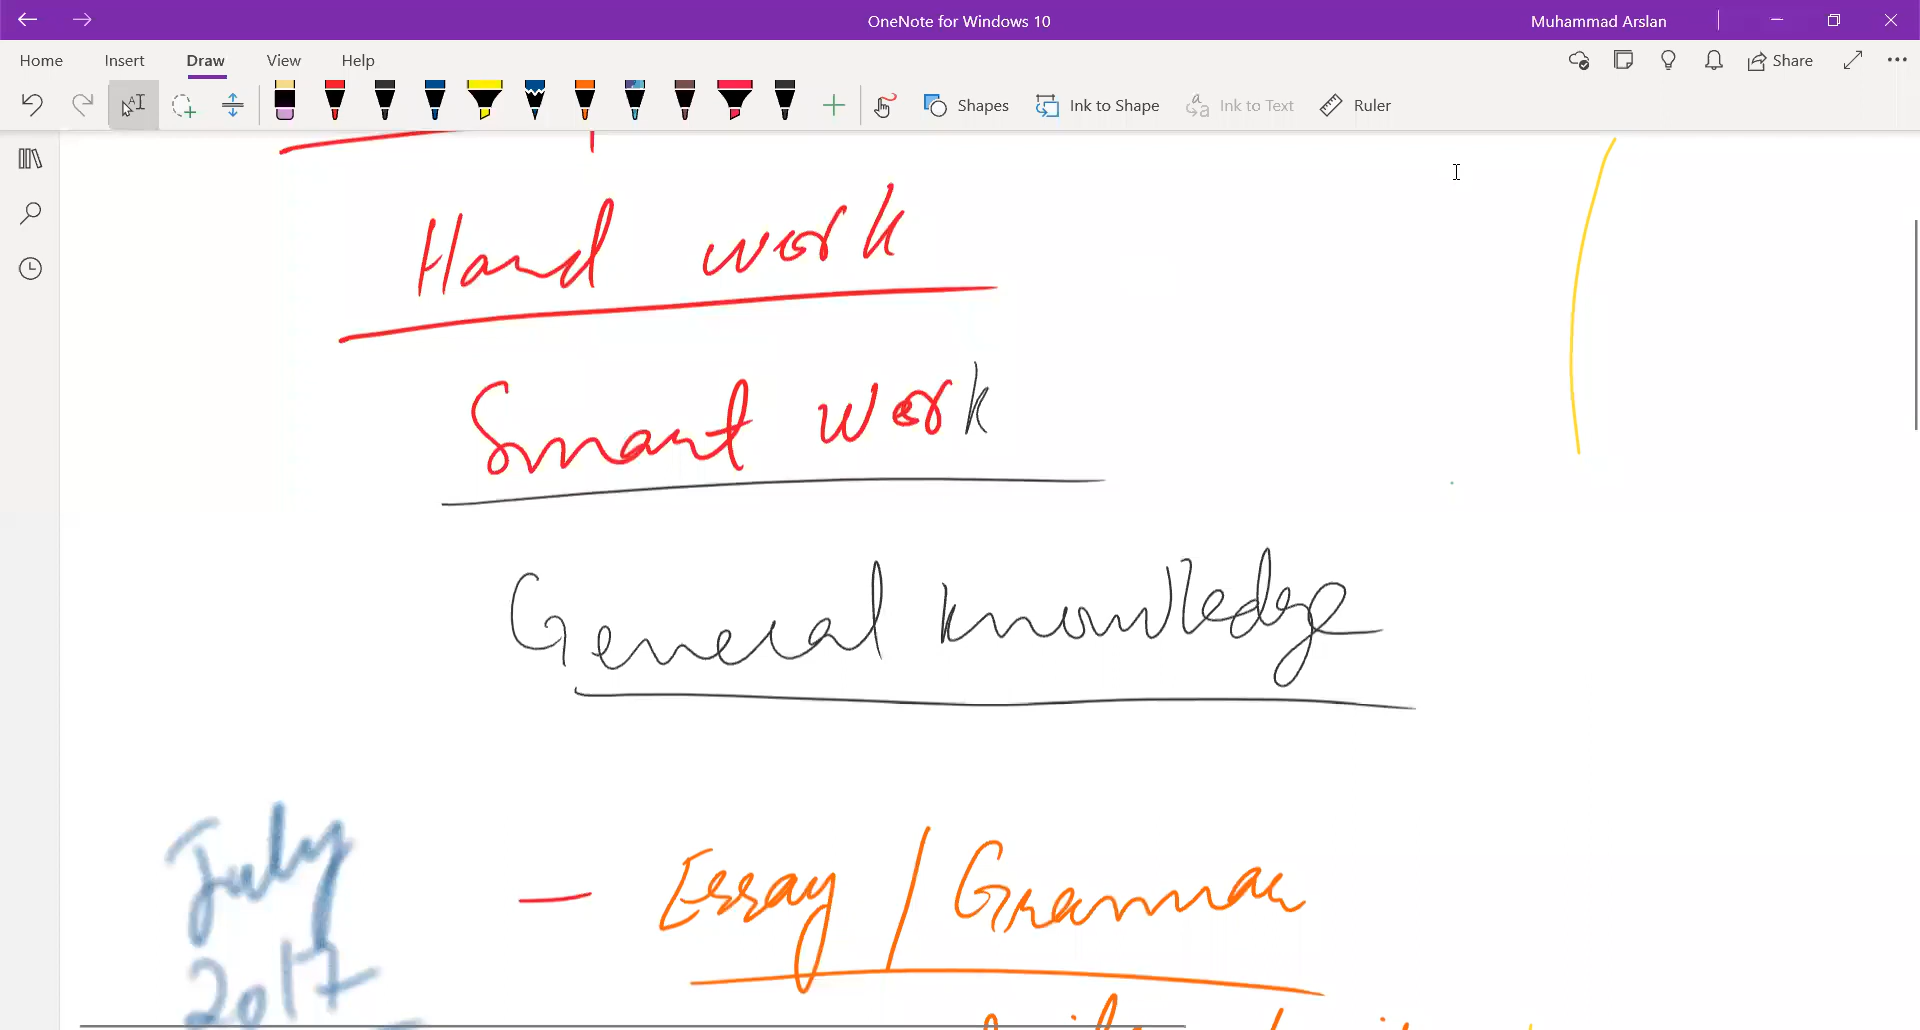 OneNote for Windows 10
Muhammad Arslan
Home Insert Draw View Help
Share
Shapes Ink to Shape Ink to Text Ruler
Hard work
Smart work
General knowledge
July
2017
— Essay / Grammar